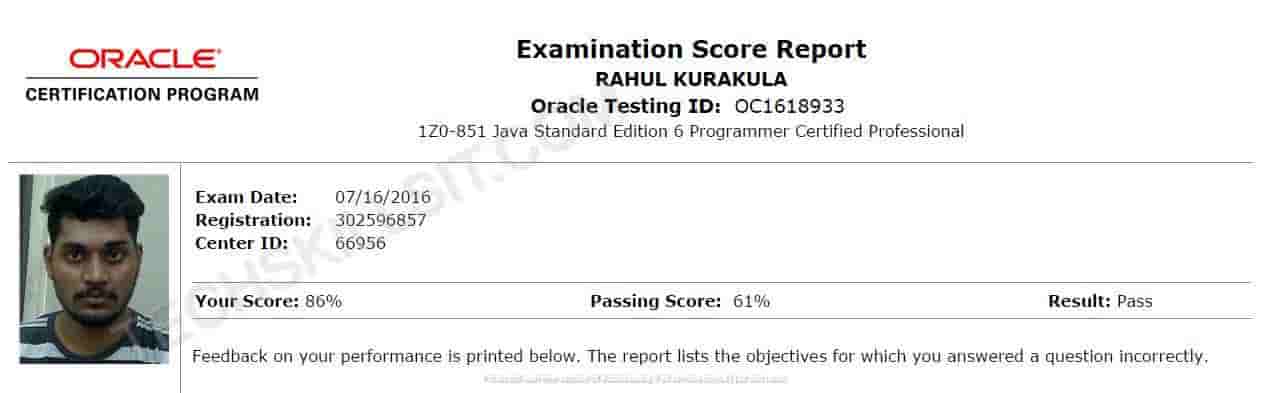 ORACLE®
CERTIFICATION PROGRAM
Examination Score Report
RAHUL KURAKULA
Oracle Testing ID: OC1618933
1Z0-851 Java Standard Edition 6 Programmer Certified Professional
Exam Date: 07/16/2016
Registration: 302596857
Center ID: 66956
Your Score: 86% Passing Score: 61% Result: Pass
Feedback on your performance is printed below. The report lists the objectives for which you answered a question incorrectly.